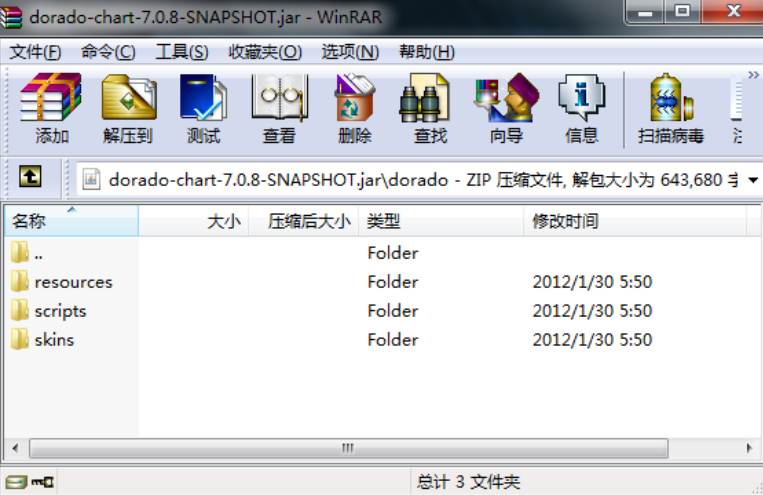 dorado-chart-7.0.8-SNAPSHOT.jar - WinRAR
文件(F) 命令(C) 工具(S) 收藏夹(O) 选项(N) 帮助(H)
添加 解压到 测试 查看 删除 查找 向导 信息 扫描病毒
dorado-chart-7.0.8-SNAPSHOT.jar\dorado - ZIP 压缩文件, 解包大小为 643,680
名称 大小 压缩后大小 类型 修改时间
.. Folder
resources Folder 2012/1/30 5:50
scripts Folder 2012/1/30 5:50
skins Folder 2012/1/30 5:50
总计 3 文件夹